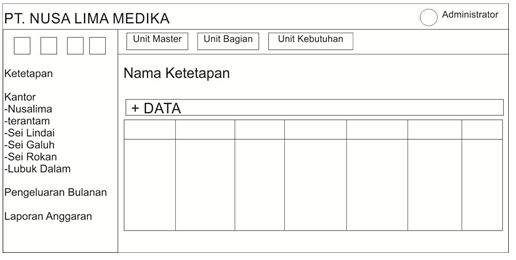 PT. NUSA LIMA MEDIKA
Administrator
Unit Master
Unit Bagian
Unit Kebutuhan
Ketetapan
Kantor
-Nusalima
-terantam
-Sei Lindai
-Sei Galuh
-Sei Rokan
-Lubuk Dalam
Pengeluaran Bulanan
Laporan Anggaran
Nama Ketetapan
+ DATA